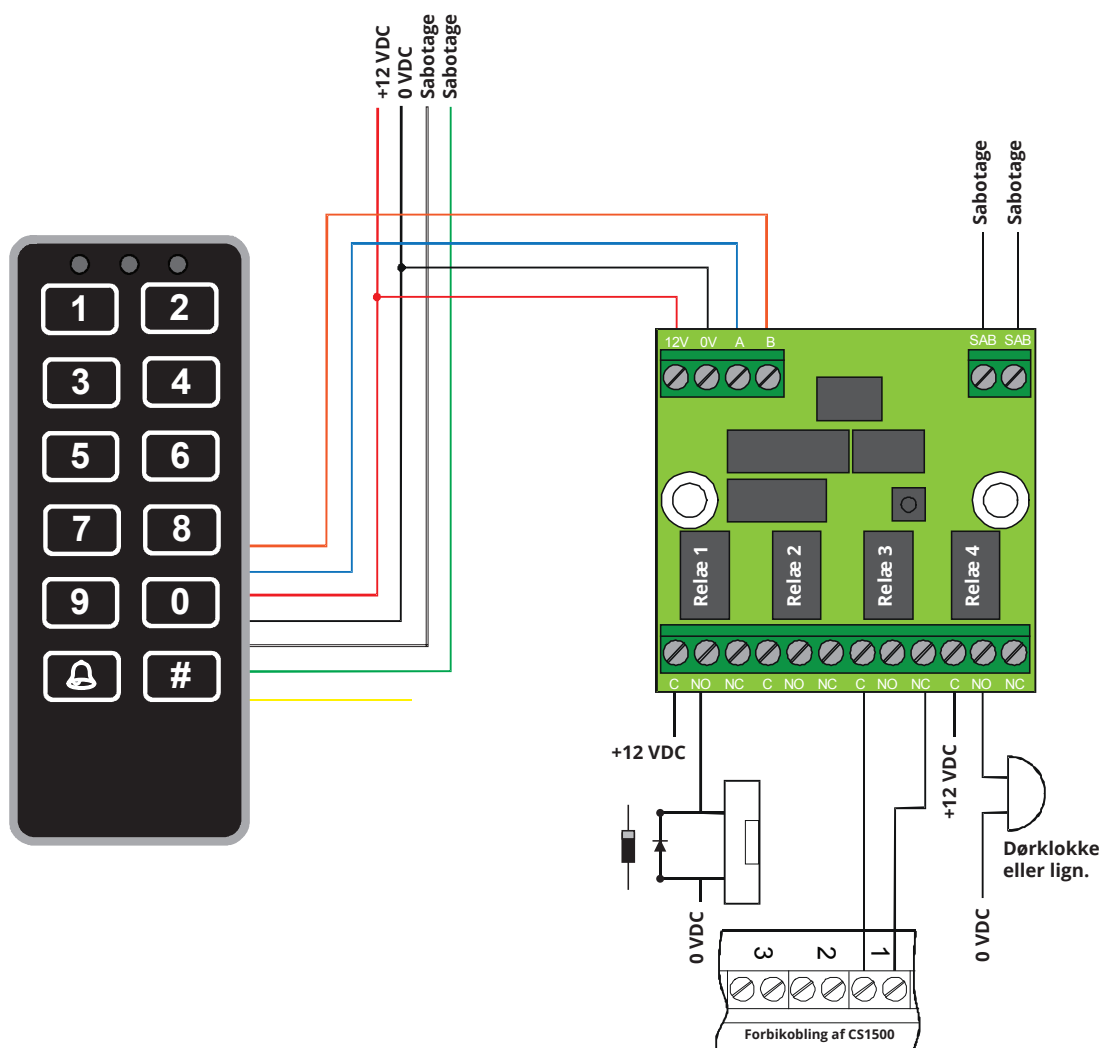 +12 VDC
0 VDC
Sabotage
Sabotage
Sabotage
Sabotage
1 2
3 4
5 6
7 8
9 0
#
12V 0V A B
SAB SAB
Relæ 1
Relæ 2
Relæ 3
Relæ 4
C NO NC C NO NC C NO NC C NO NC
+12 VDC
0 VDC
+12 VDC
Dørklokke
eller lign.
0 VDC
3 2 1
Forbikobling af CS1500